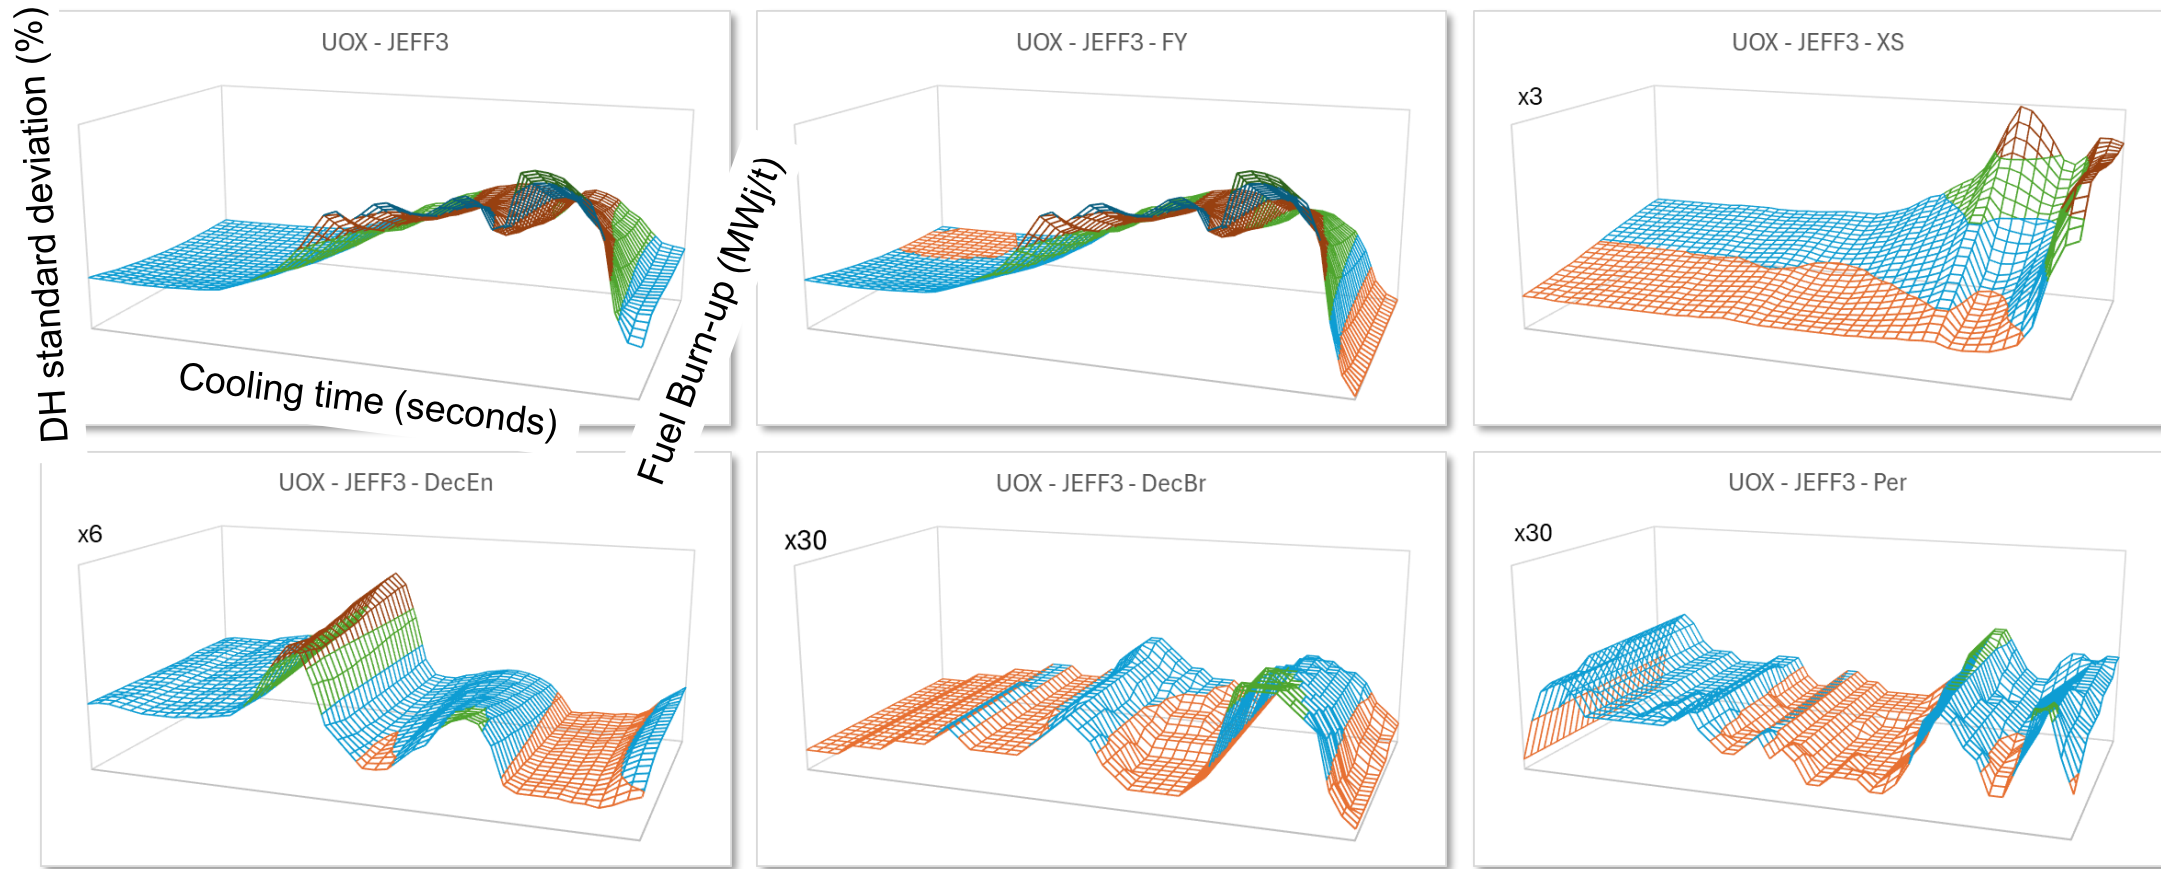 UOX - JEFF3
UOX - JEFF3 - FY
UOX - JEFF3 - XS
x3
DH standard deviation (%)
Cooling time (seconds)
Fuel Burn-up (MWj/t)
UOX - JEFF3 - DecEn
x6
UOX - JEFF3 - DecBr
x30
UOX - JEFF3 - Per
x30